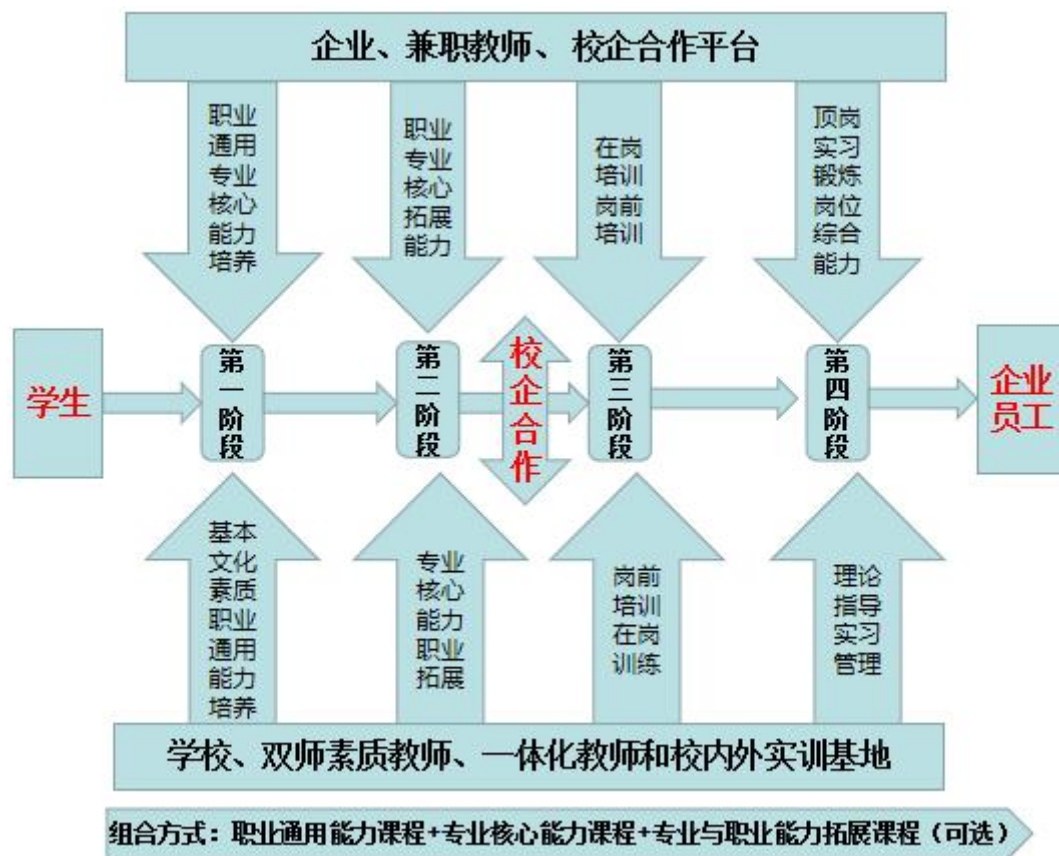 企业、兼职教师、 校企合作平台
职业
通用
专业
核心
能力
培养
职业
专业
核心
拓展
能力
在岗
培训
岗前
培训
顶岗
实习
锻炼
岗位
综合
能力
学生
第一阶段
第二阶段
校企合作
第三阶段
第四阶段
企业
员工
基本
文化
素质
职业
通用
能力
培养
专业
核心
能力
职业
拓展
岗前
培训
在岗
训练
理论
指导
实习
管理
学校、双师素质教师、一体化教师和校内外实训基地
组合方式：职业通用能力课程+专业核心能力课程+专业与职业能力拓展课程（可选）